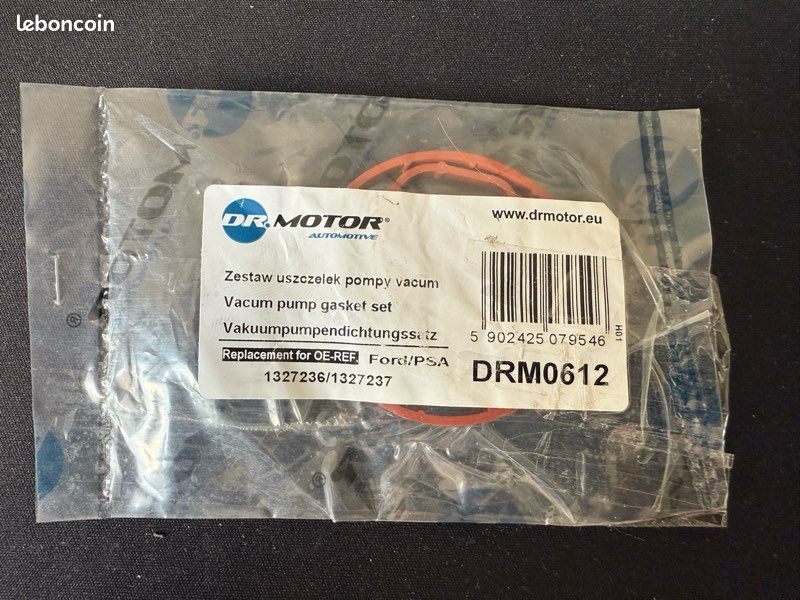 leboncoin
MOTOR
DR.MOTOR®
AUTOMOTIVE
www.drmotor.eu
Zestaw uszczelek pompy vacum
Vacum pump gasket set
Vakuumpumpendichtungssatz
5 902425 079546
H01
Replacement for OE-REF. Ford/PSA
1327236/1327237
DRM0612